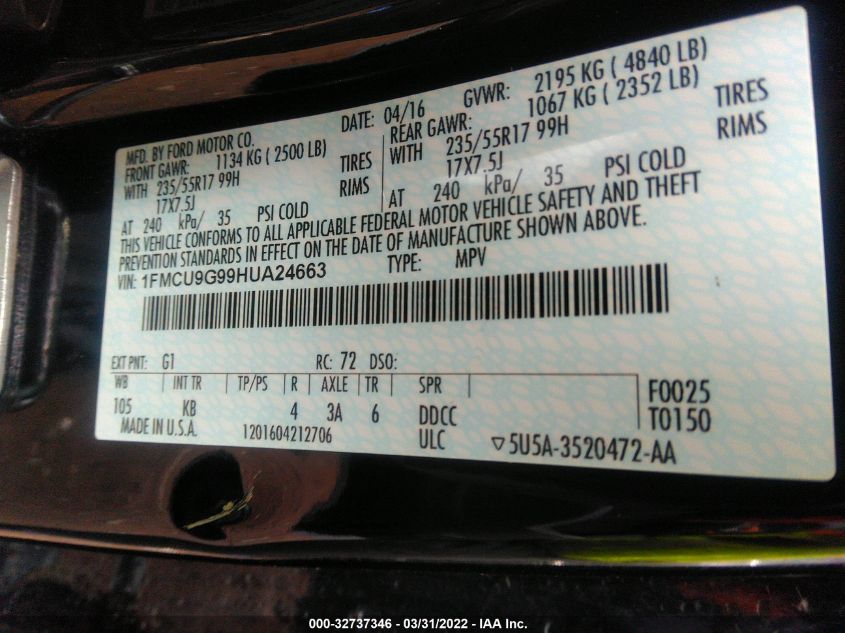 MFD. BY FORD MOTOR CO. DATE: 04/16 GVWR: 2195 KG ( 4840 LB)
FRONT GAWR: 1134 KG ( 2500 LB) REAR GAWR: 1067 KG ( 2352 LB)
WITH 235/55R17 99H TIRES WITH 235/55R17 99H TIRES
17X7.5J RIMS 17X7.5J RIMS
AT 240 kPa/ 35 PSI COLD AT 240 kPa/ 35 PSI COLD
THIS VEHICLE CONFORMS TO ALL APPLICABLE FEDERAL MOTOR VEHICLE SAFETY AND THEFT
PREVENTION STANDARDS IN EFFECT ON THE DATE OF MANUFACTURE SHOWN ABOVE.
VIN: 1FMCU9G99HUA24663 TYPE: MPV
EXT PNT: G1 RC: 72 DSO:
WB INT TR TP/PS R AXLE TR SPR F0025
105 KB 4 3A 6 DDCC T0150
MADE IN U.S.A. 1201604212706 ULC ▽5U5A-3520472-AA
000-32737346 - 03/31/2022 - IAA Inc.